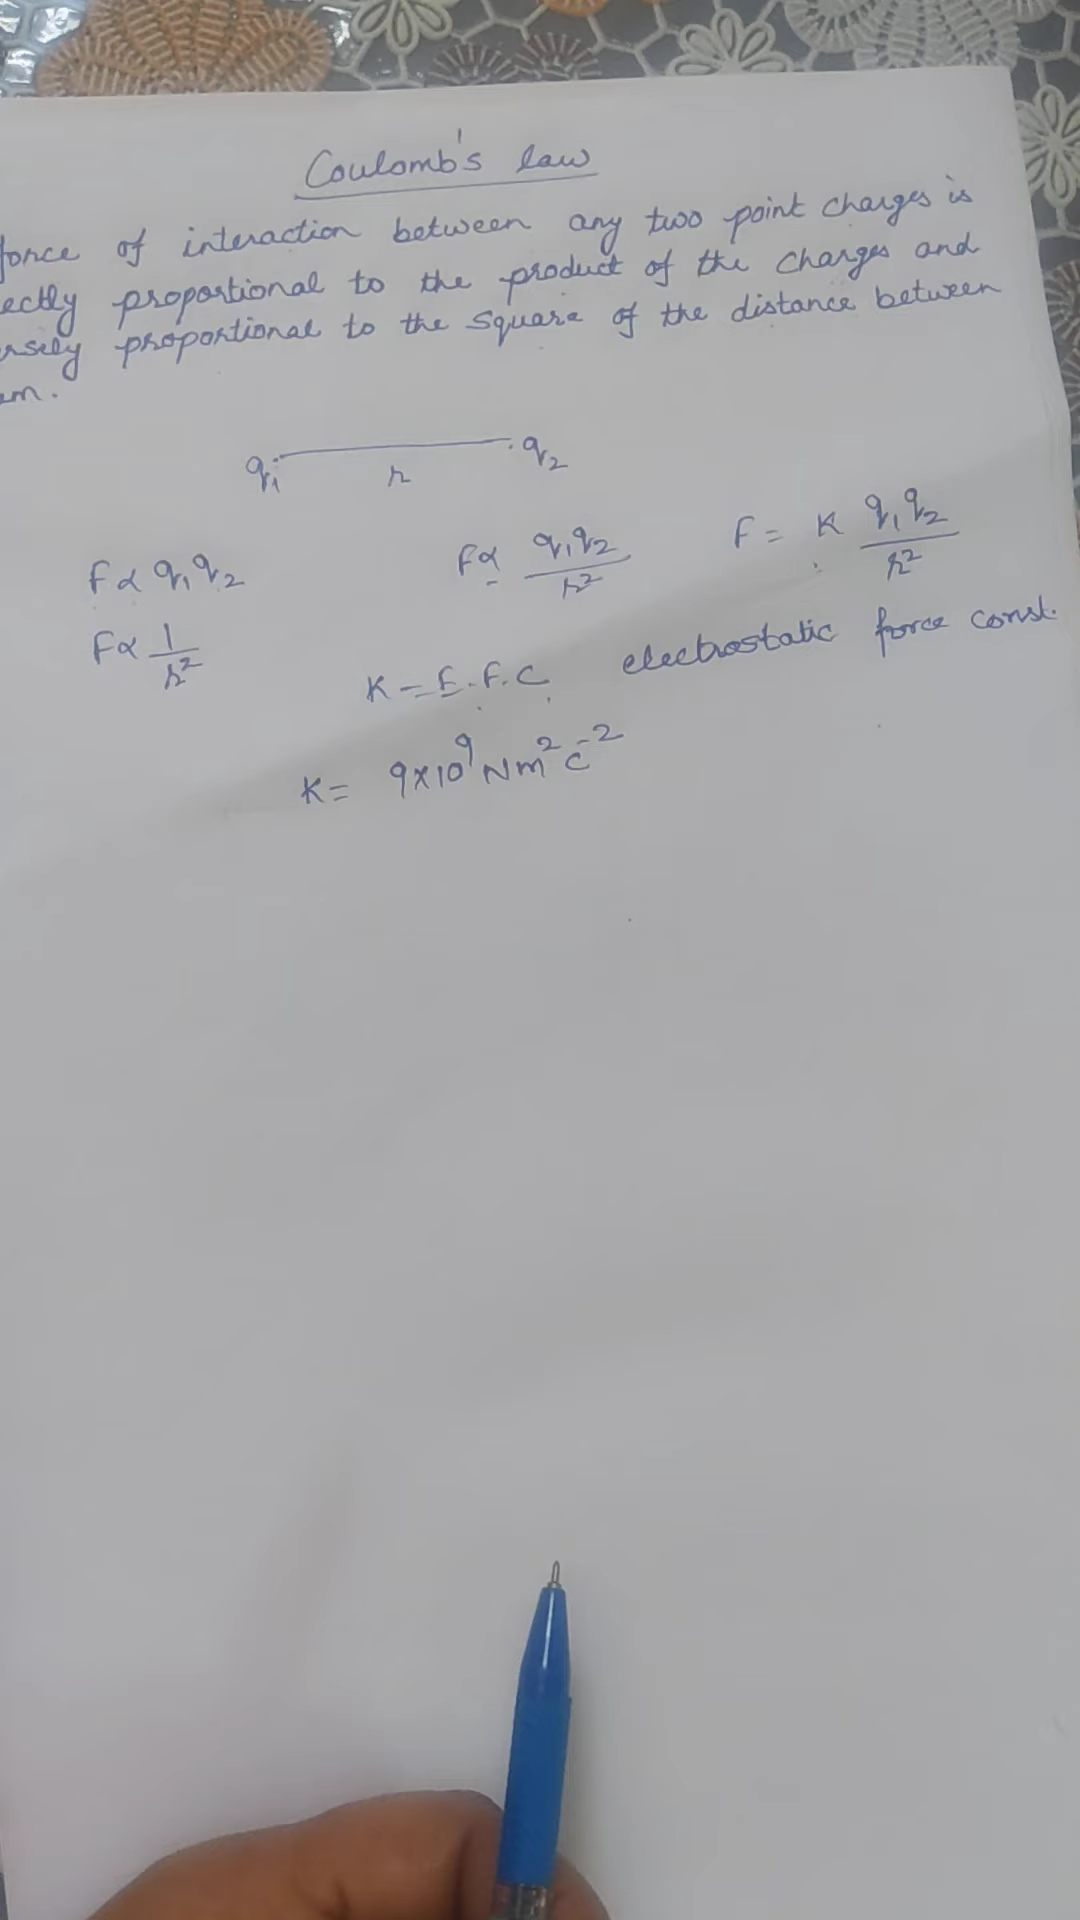 Coulomb's law
force of interaction between any two point charges is
ectly proportional to the product of the charges and
rsely proportional to the square of the distance between
em.
q₁ r q₂
F ∝ q₁q₂ F ∝ q₁q₂/r² F = K q₁q₂/r²
F ∝ 1/r²
K - E.F.C electrostatic force const.
K = 9×10⁹ Nm²C⁻²